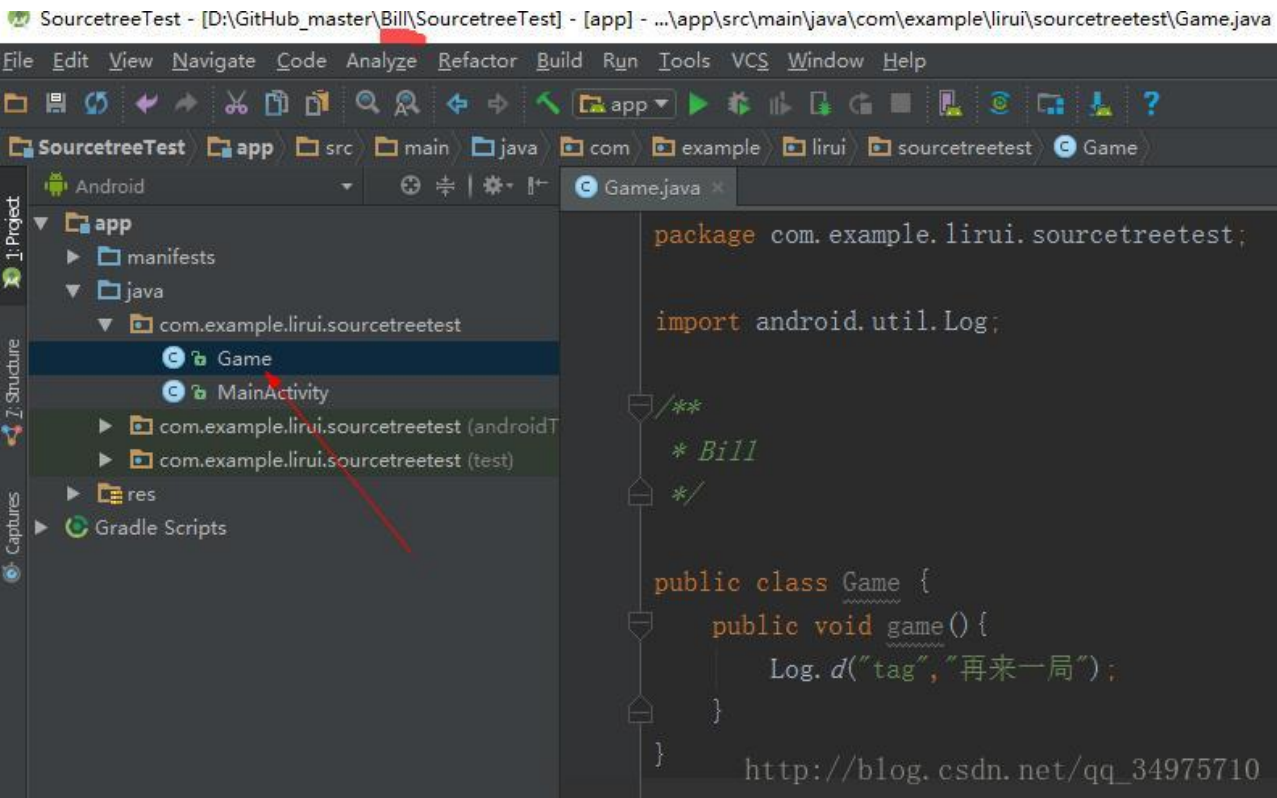 SourcetreeTest - [D:\GitHub_master\Bill\SourcetreeTest] - [app] - ...\app\src\main\java\com\example\lirui\sourcetreetest\Game.java
File Edit View Navigate Code Analyze Refactor Build Run Tools VCS Window Help
app
SourcetreeTest app src main java com example lirui sourcetreetest Game
Android
Game.java
1: Project
7: Structure
Captures
app
manifests
java
com.example.lirui.sourcetreetest
Game
MainActivity
com.example.lirui.sourcetreetest (androidT
com.example.lirui.sourcetreetest (test)
res
Gradle Scripts
package com.example.lirui.sourcetreetest;
import android.util.Log;
/**
* Bill
*/
public class Game {
public void game(){
Log.d("tag","再来一局");
}
}
http://blog.csdn.net/qq_34975710